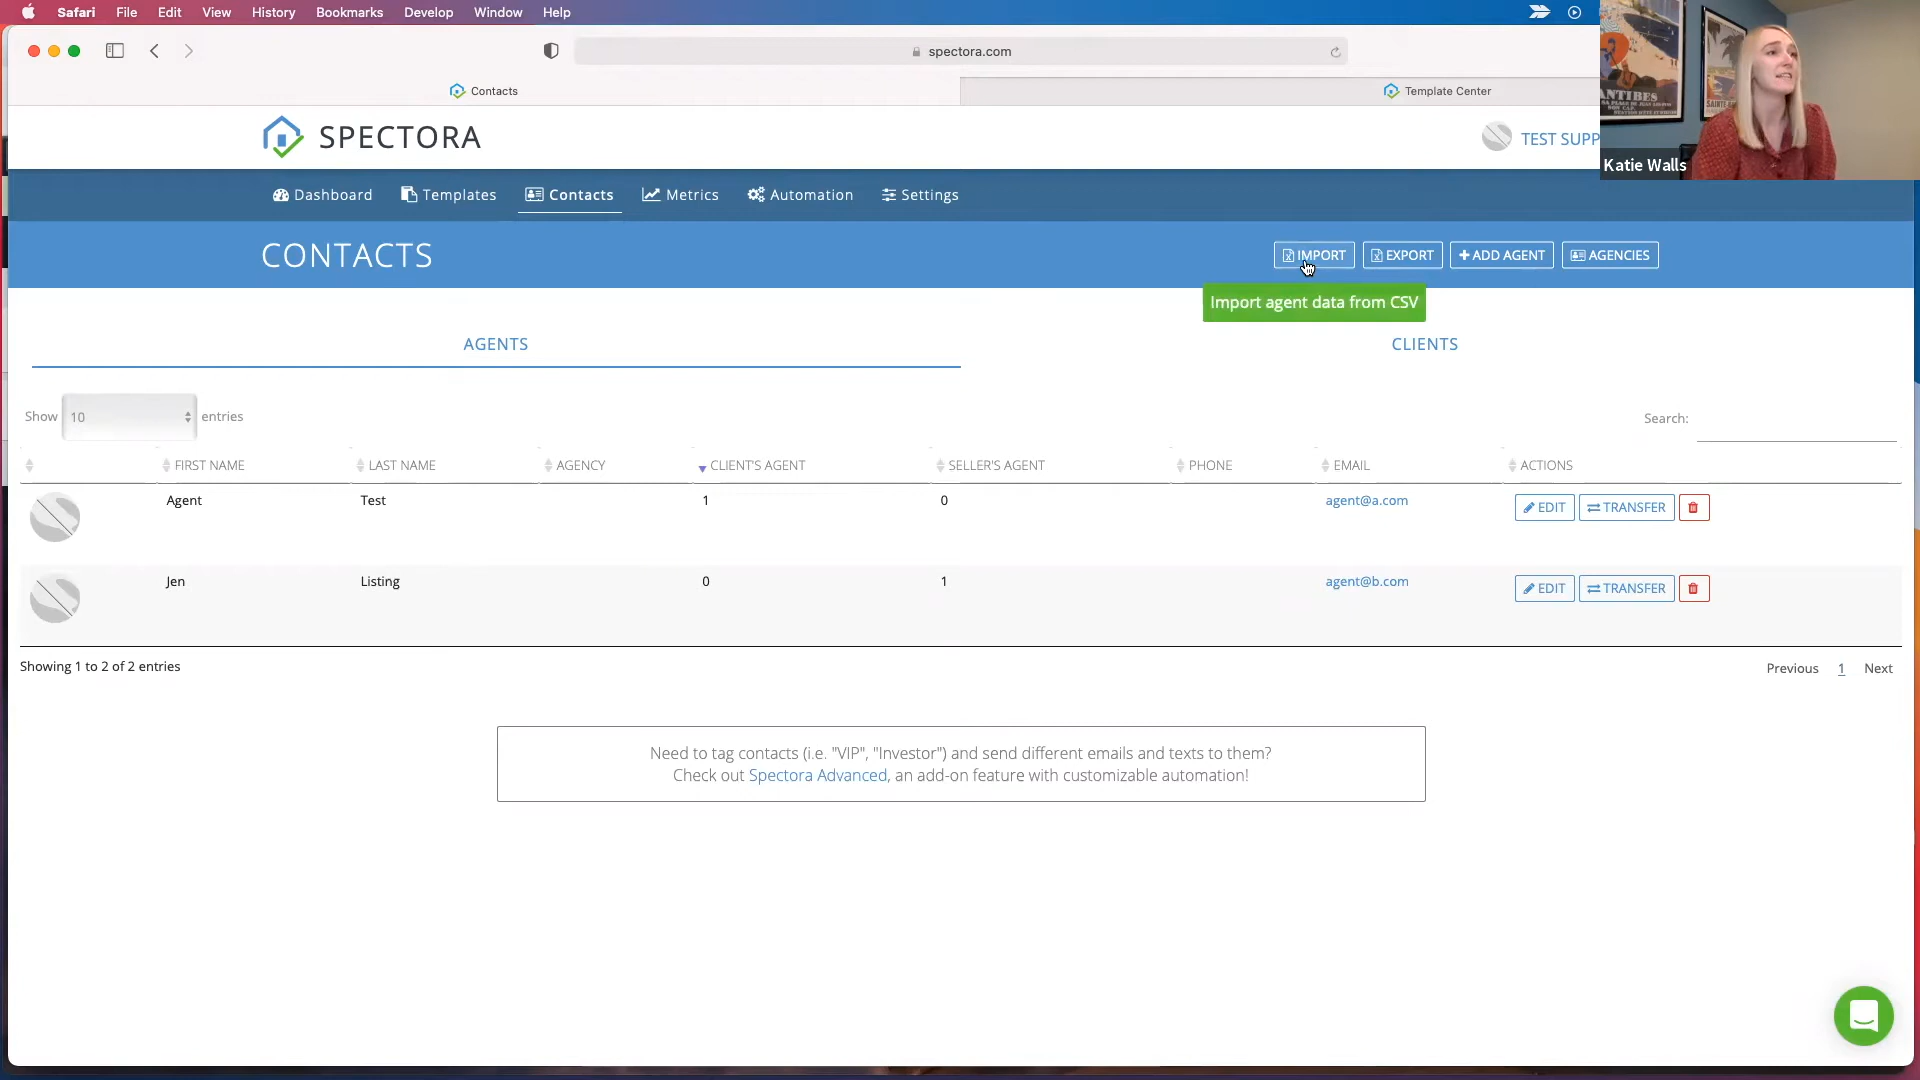 Safari File Edit View History Bookmarks Develop Window Help
spectora.com
Contacts
Template Center
SPECTORA
TEST SUPP
ANTIBES
Katie Walls
Dashboard Templates Contacts Metrics Automation Settings
CONTACTS
IMPORT EXPORT +ADD AGENT AGENCIES
Import agent data from CSV
AGENTS CLIENTS
Show 10 entries
Search:
FIRST NAME LAST NAME AGENCY CLIENT'S AGENT SELLER'S AGENT PHONE EMAIL ACTIONS
Agent Test 1 0 agent@a.com EDIT TRANSFER
Jen Listing 0 1 agent@b.com EDIT TRANSFER
Showing 1 to 2 of 2 entries
Previous 1 Next
Need to tag contacts (i.e. "VIP", "Investor") and send different emails and texts to them?
Check out Spectora Advanced, an add-on feature with customizable automation!